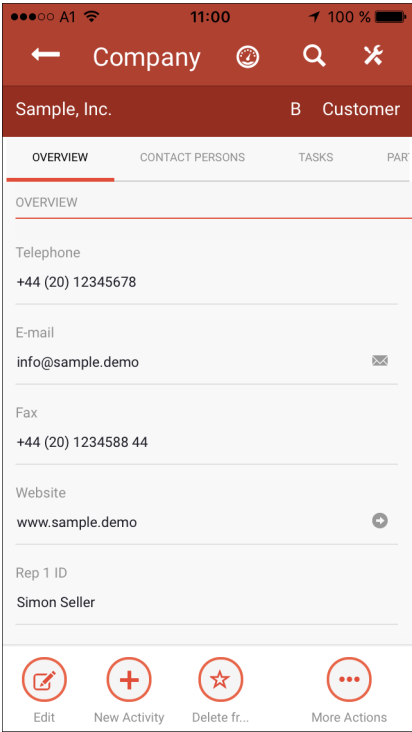 A1 11:00 100 %
Company
Sample, Inc. B Customer
OVERVIEW CONTACT PERSONS TASKS PAR
OVERVIEW
Telephone
+44 (20) 12345678
E-mail
info@sample.demo
Fax
+44 (20) 1234588 44
Website
www.sample.demo
Rep 1 ID
Simon Seller
Edit New Activity Delete fr... More Actions